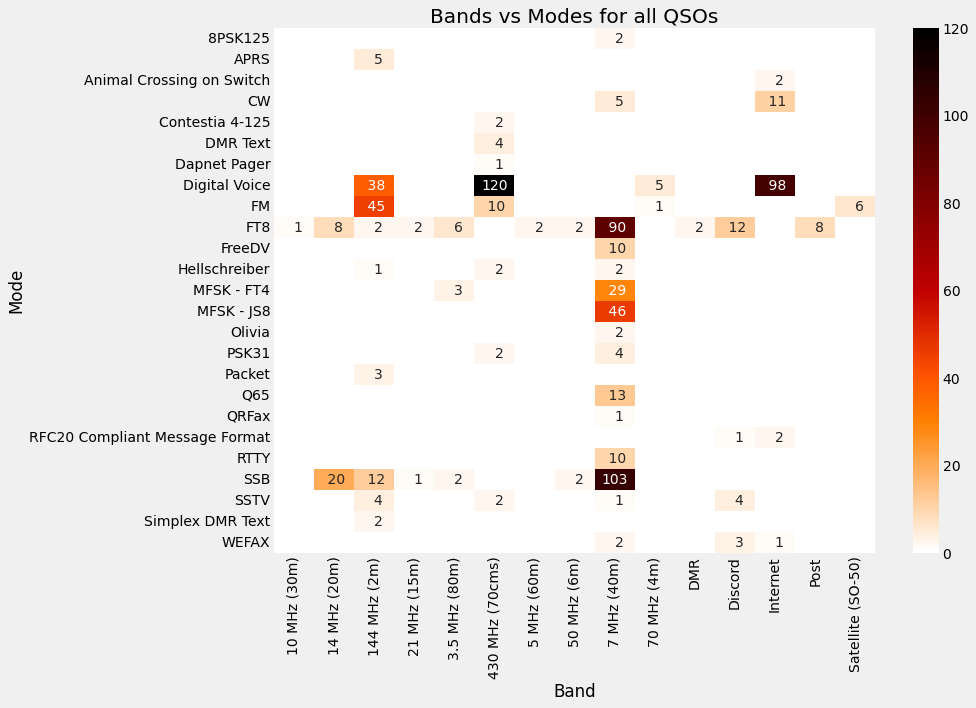 Bands vs Modes for all QSOs
Mode
8PSK125 2
APRS 5
Animal Crossing on Switch 2
CW 5 11
Contestia 4-125 2
DMR Text 4
Dapnet Pager 1
Digital Voice 38 120 5 98
FM 45 10 1 6
FT8 1 8 2 2 6 2 2 90 2 12 8
FreeDV 10
Hellschreiber 1 2 2
MFSK - FT4 3 29
MFSK - JS8 46
Olivia 2
PSK31 2 4
Packet 3
Q65 13
QRFax 1
RFC20 Compliant Message Format 1 2
RTTY 10
SSB 20 12 1 2 2 103
SSTV 4 2 1 4
Simplex DMR Text 2
WEFAX 2 3 1
10 MHz (30m)
14 MHz (20m)
144 MHz (2m)
21 MHz (15m)
3.5 MHz (80m)
430 MHz (70cms)
5 MHz (60m)
50 MHz (6m)
7 MHz (40m)
70 MHz (4m)
DMR
Discord
Internet
Post
Satellite (SO-50)
Band
120
100
80
60
40
20
0